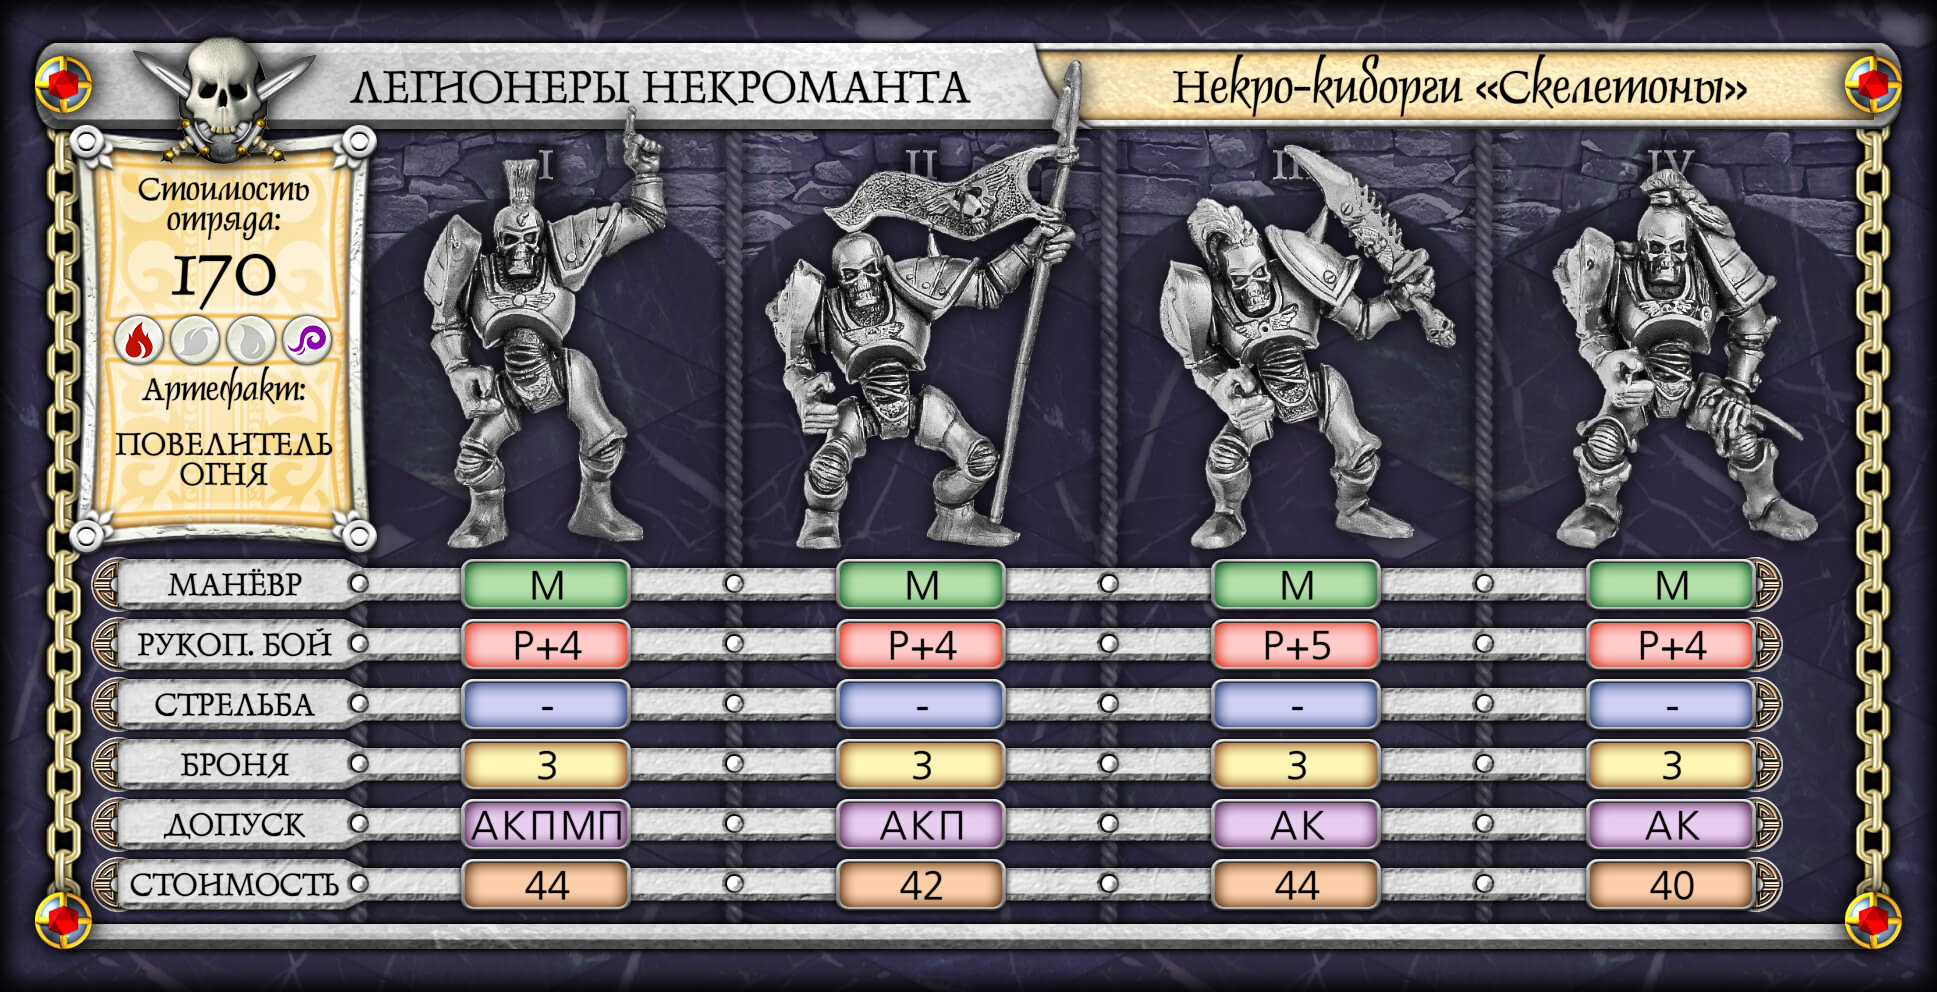 ЛЕГИОНЕРЫ НЕКРОМАНТА
Некро-киборги «Скелетоны»
Стоимость
отряда:
170
Артефакт:
ПОВЕЛИТЕЛЬ
ОГНЯ
I II III IV
МАНЁВР М М М М
РУКОП. БОЙ Р+4 Р+4 Р+5 Р+4
СТРЕЛЬБА - - - -
БРОНЯ 3 3 3 3
ДОПУСК АКПМП АКП АК АК
СТОИМОСТЬ 44 42 44 40